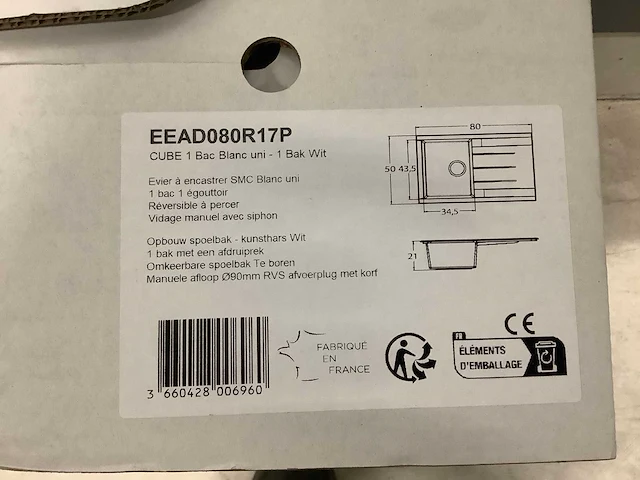 EEAD080R17P
CUBE 1 Bac Blanc uni - 1 Bak Wit
Evier à encastrer SMC Blanc uni
1 bac 1 égouttoir
Réversible à percer
Vidage manuel avec siphon
Opbouw spoelbak - kunsthars Wit
1 bak met een afdruiprek
Omkeerbare spoelbak Te boren
Manuele afloop Ø90mm RVS afvoerplug met korf
80
50
43,5
34,5
21
3 660428 006960
FABRIQUÉ
EN
FRANCE
CE
FR
ÉLÉMENTS
D'EMBALLAGE